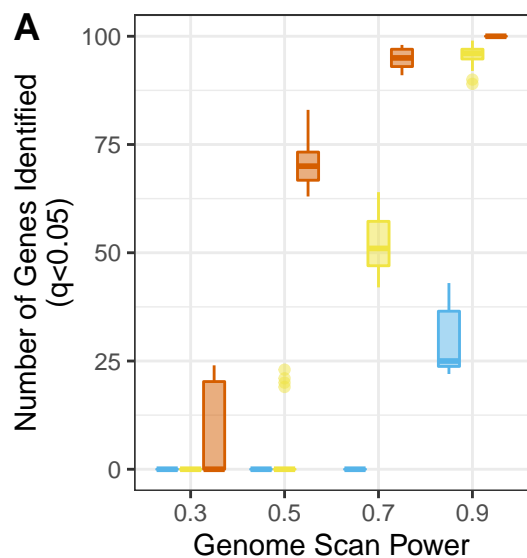 A
Number of Genes Identified
(q<0.05)
100
75
50
25
0
0.3 0.5 0.7 0.9
Genome Scan Power